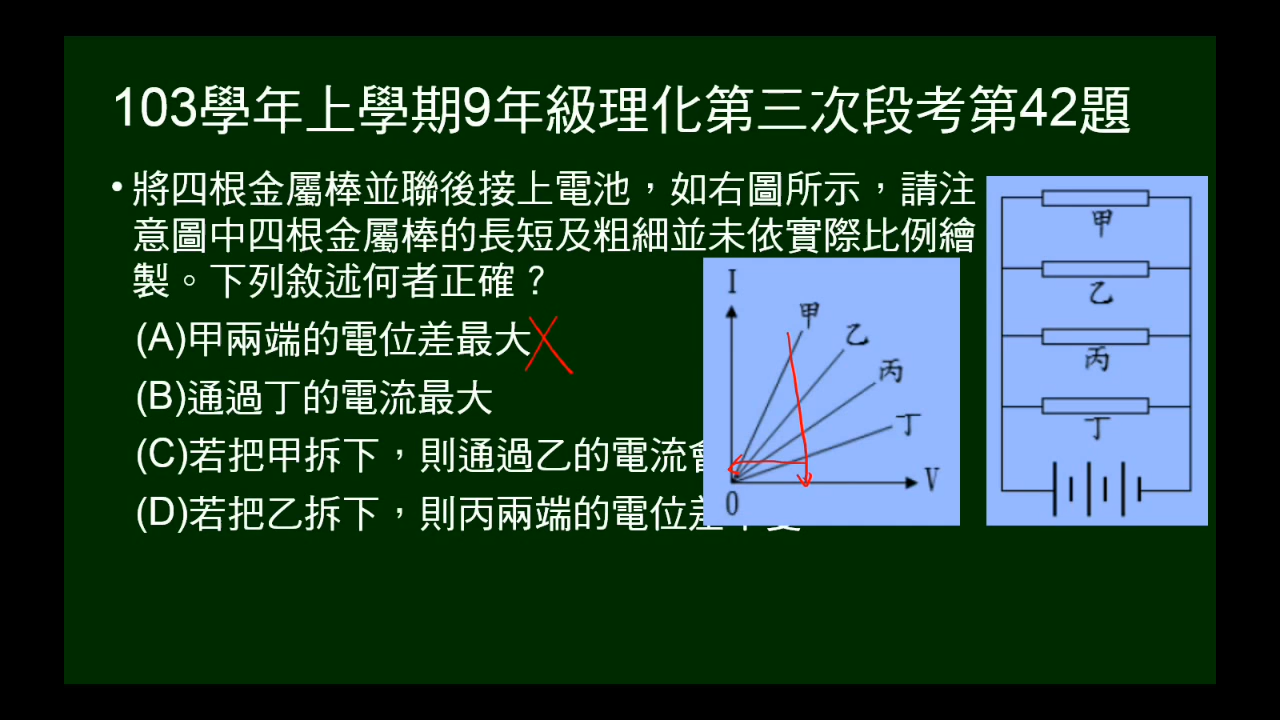 103學年上學期9年級理化第三次段考第42題
•將四根金屬棒並聯後接上電池，如右圖所示，請注
意圖中四根金屬棒的長短及粗細並未依實際比例繪
製。下列敘述何者正確？
(A)甲兩端的電位差最大
(B)通過丁的電流最大
(C)若把甲拆下，則通過乙的電流
(D)若把乙拆下，則丙兩端的電位
I
甲
乙
丙
丁
V
0
甲
乙
丙
丁